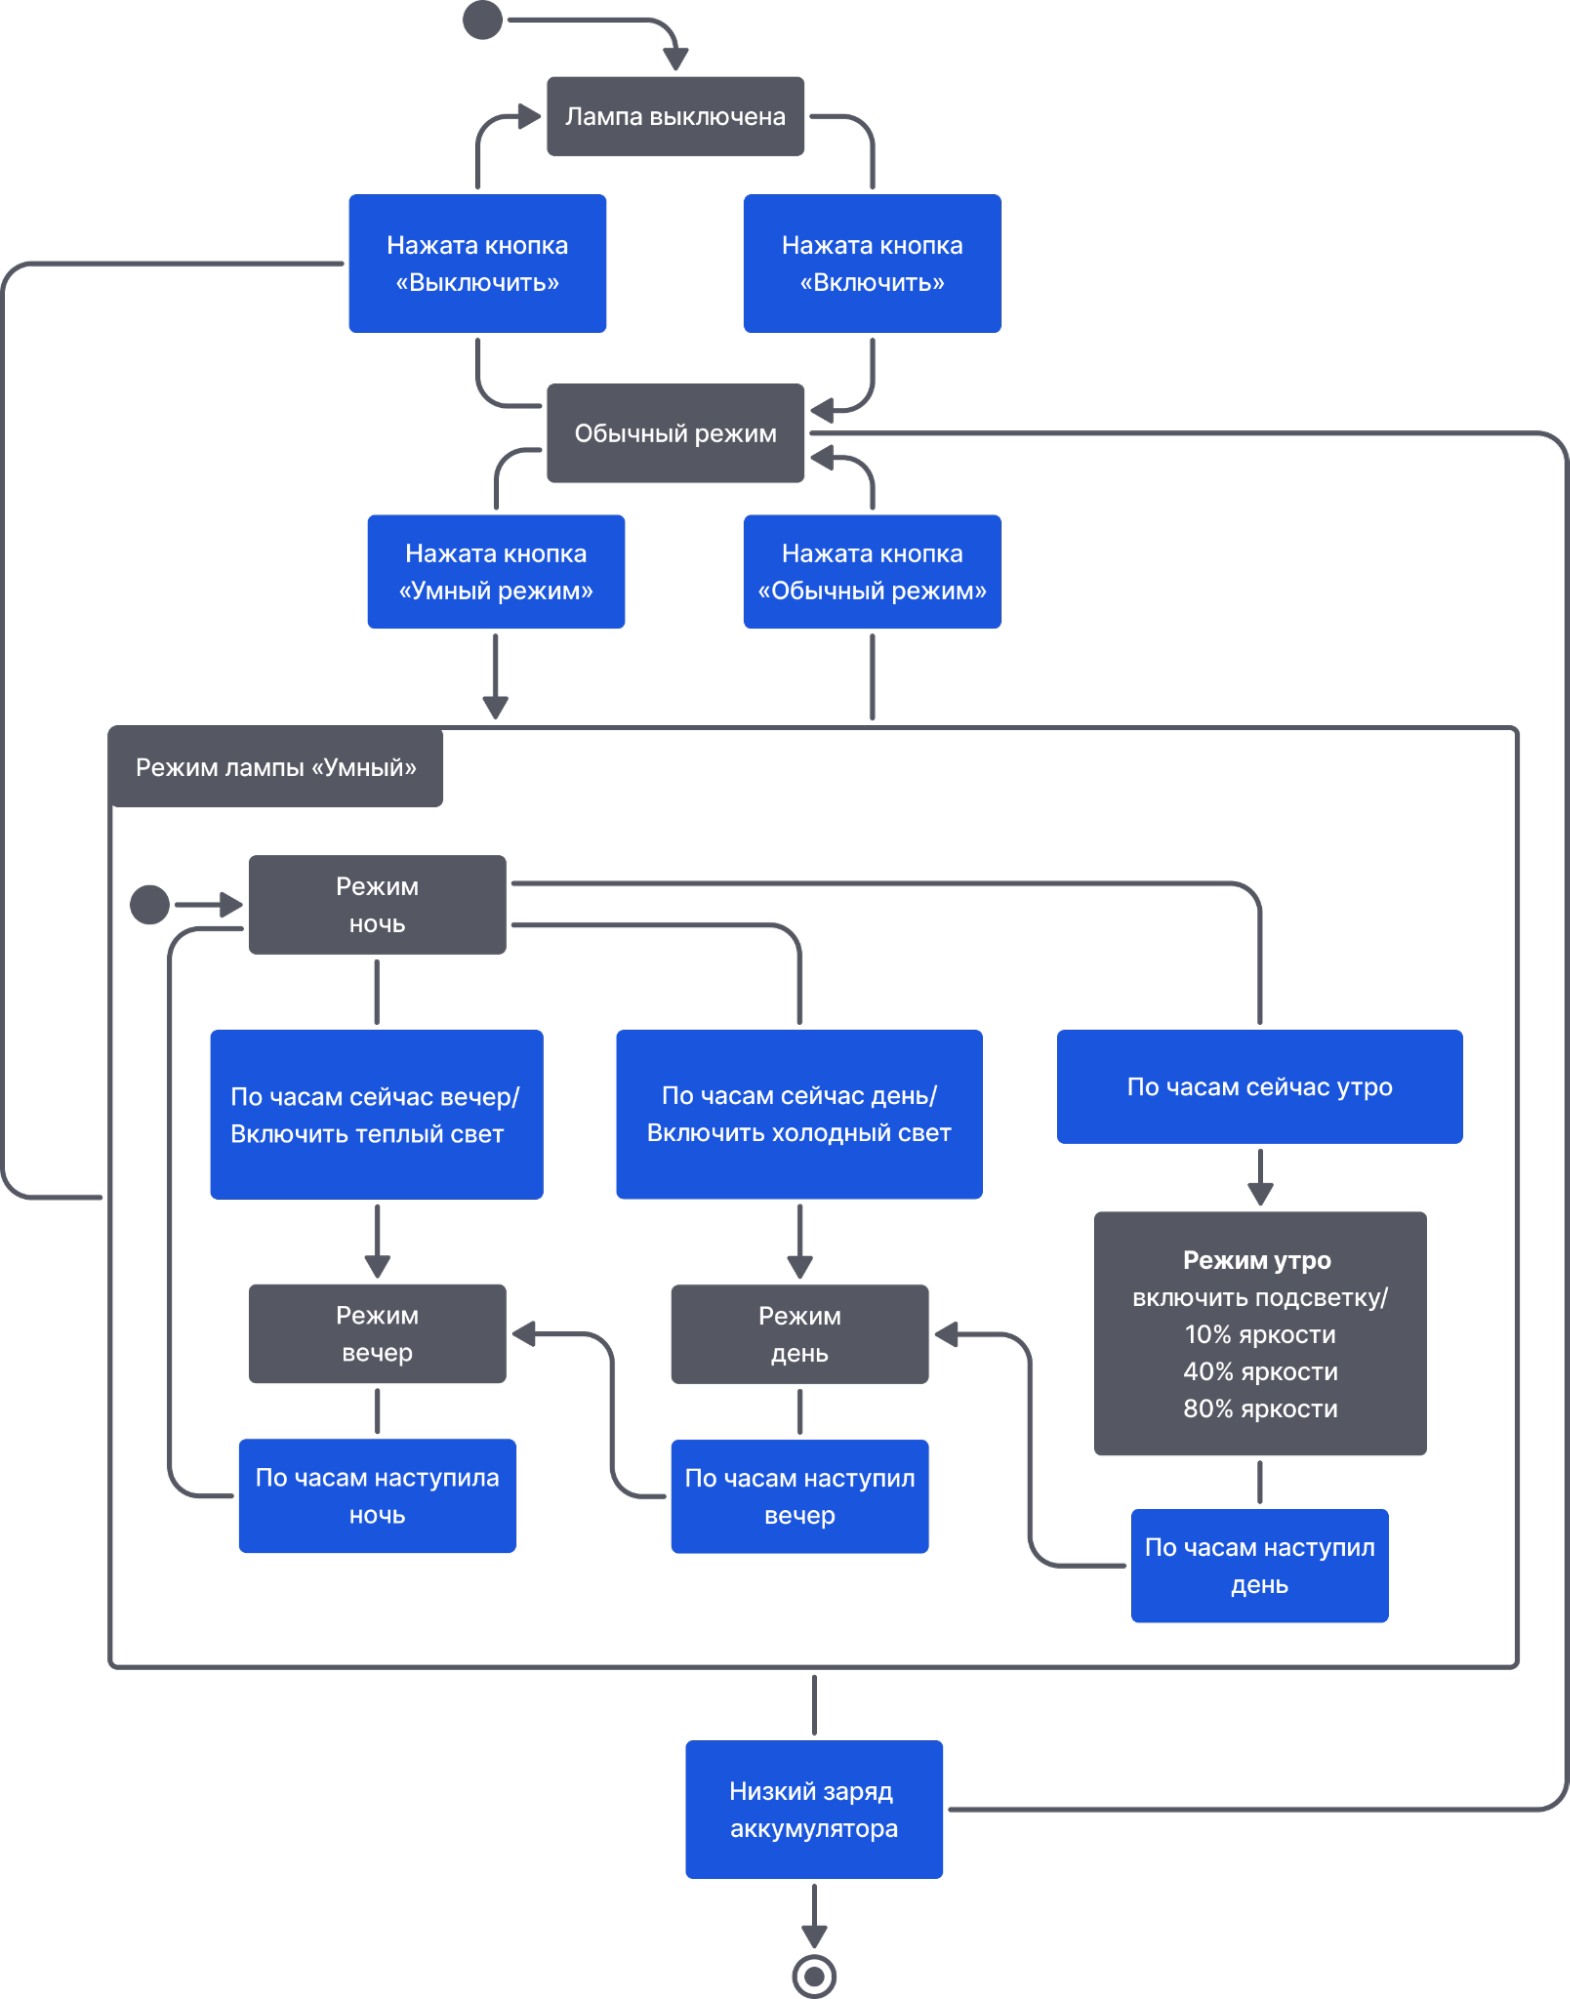 Лампа выключена
Нажата кнопка
«Выключить»
Нажата кнопка
«Включить»
Обычный режим
Нажата кнопка
«Умный режим»
Нажата кнопка
«Обычный режим»
Режим лампы «Умный»
Режим
ночь
По часам сейчас вечер/
Включить теплый свет
По часам сейчас день/
Включить холодный свет
По часам сейчас утро
Режим утро
включить подсветку/
10% яркости
40% яркости
80% яркости
Режим
вечер
Режим
день
По часам наступила
ночь
По часам наступил
вечер
По часам наступил
день
Низкий заряд
аккумулятора